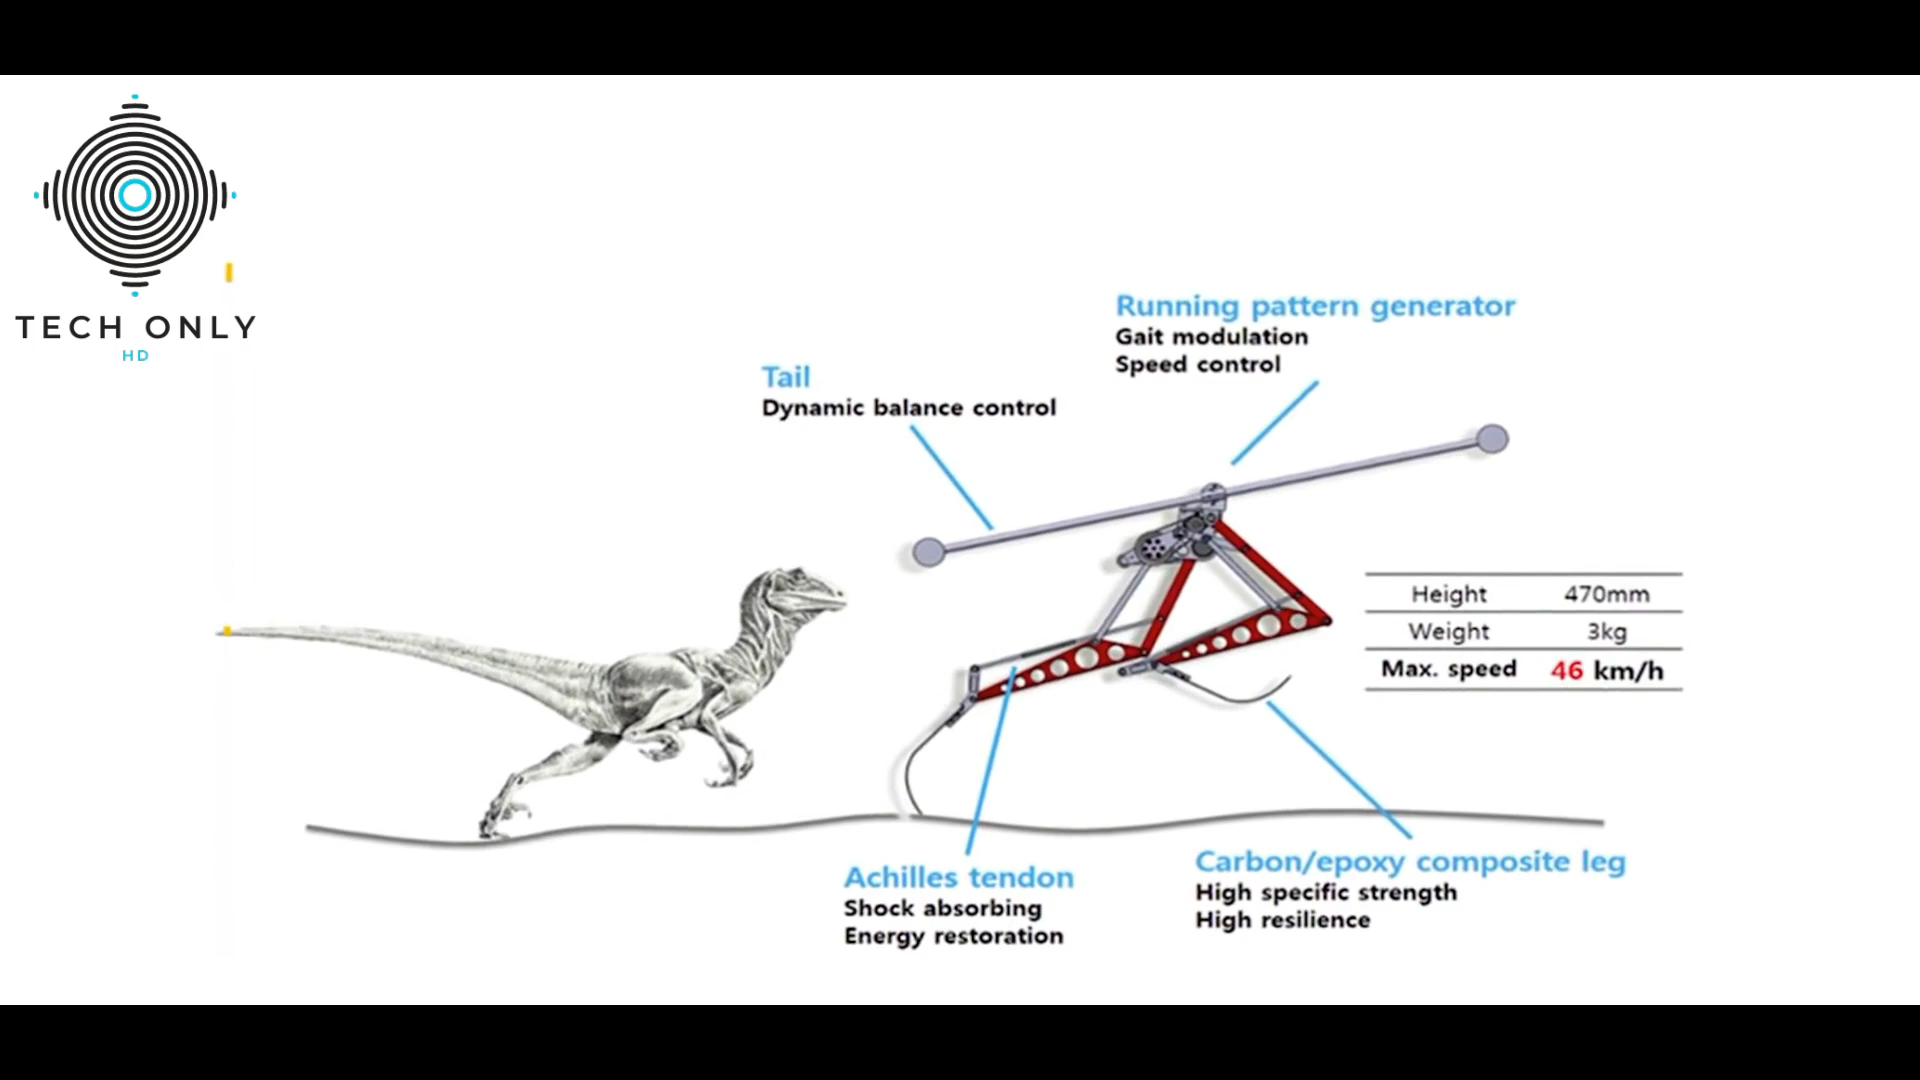 TECH ONLY
HD
Running pattern generator
Gait modulation
Speed control
Tail
Dynamic balance control
Height 470mm
Weight 3kg
Max. speed 46 km/h
Achilles tendon
Shock absorbing
Energy restoration
Carbon/epoxy composite leg
High specific strength
High resilience